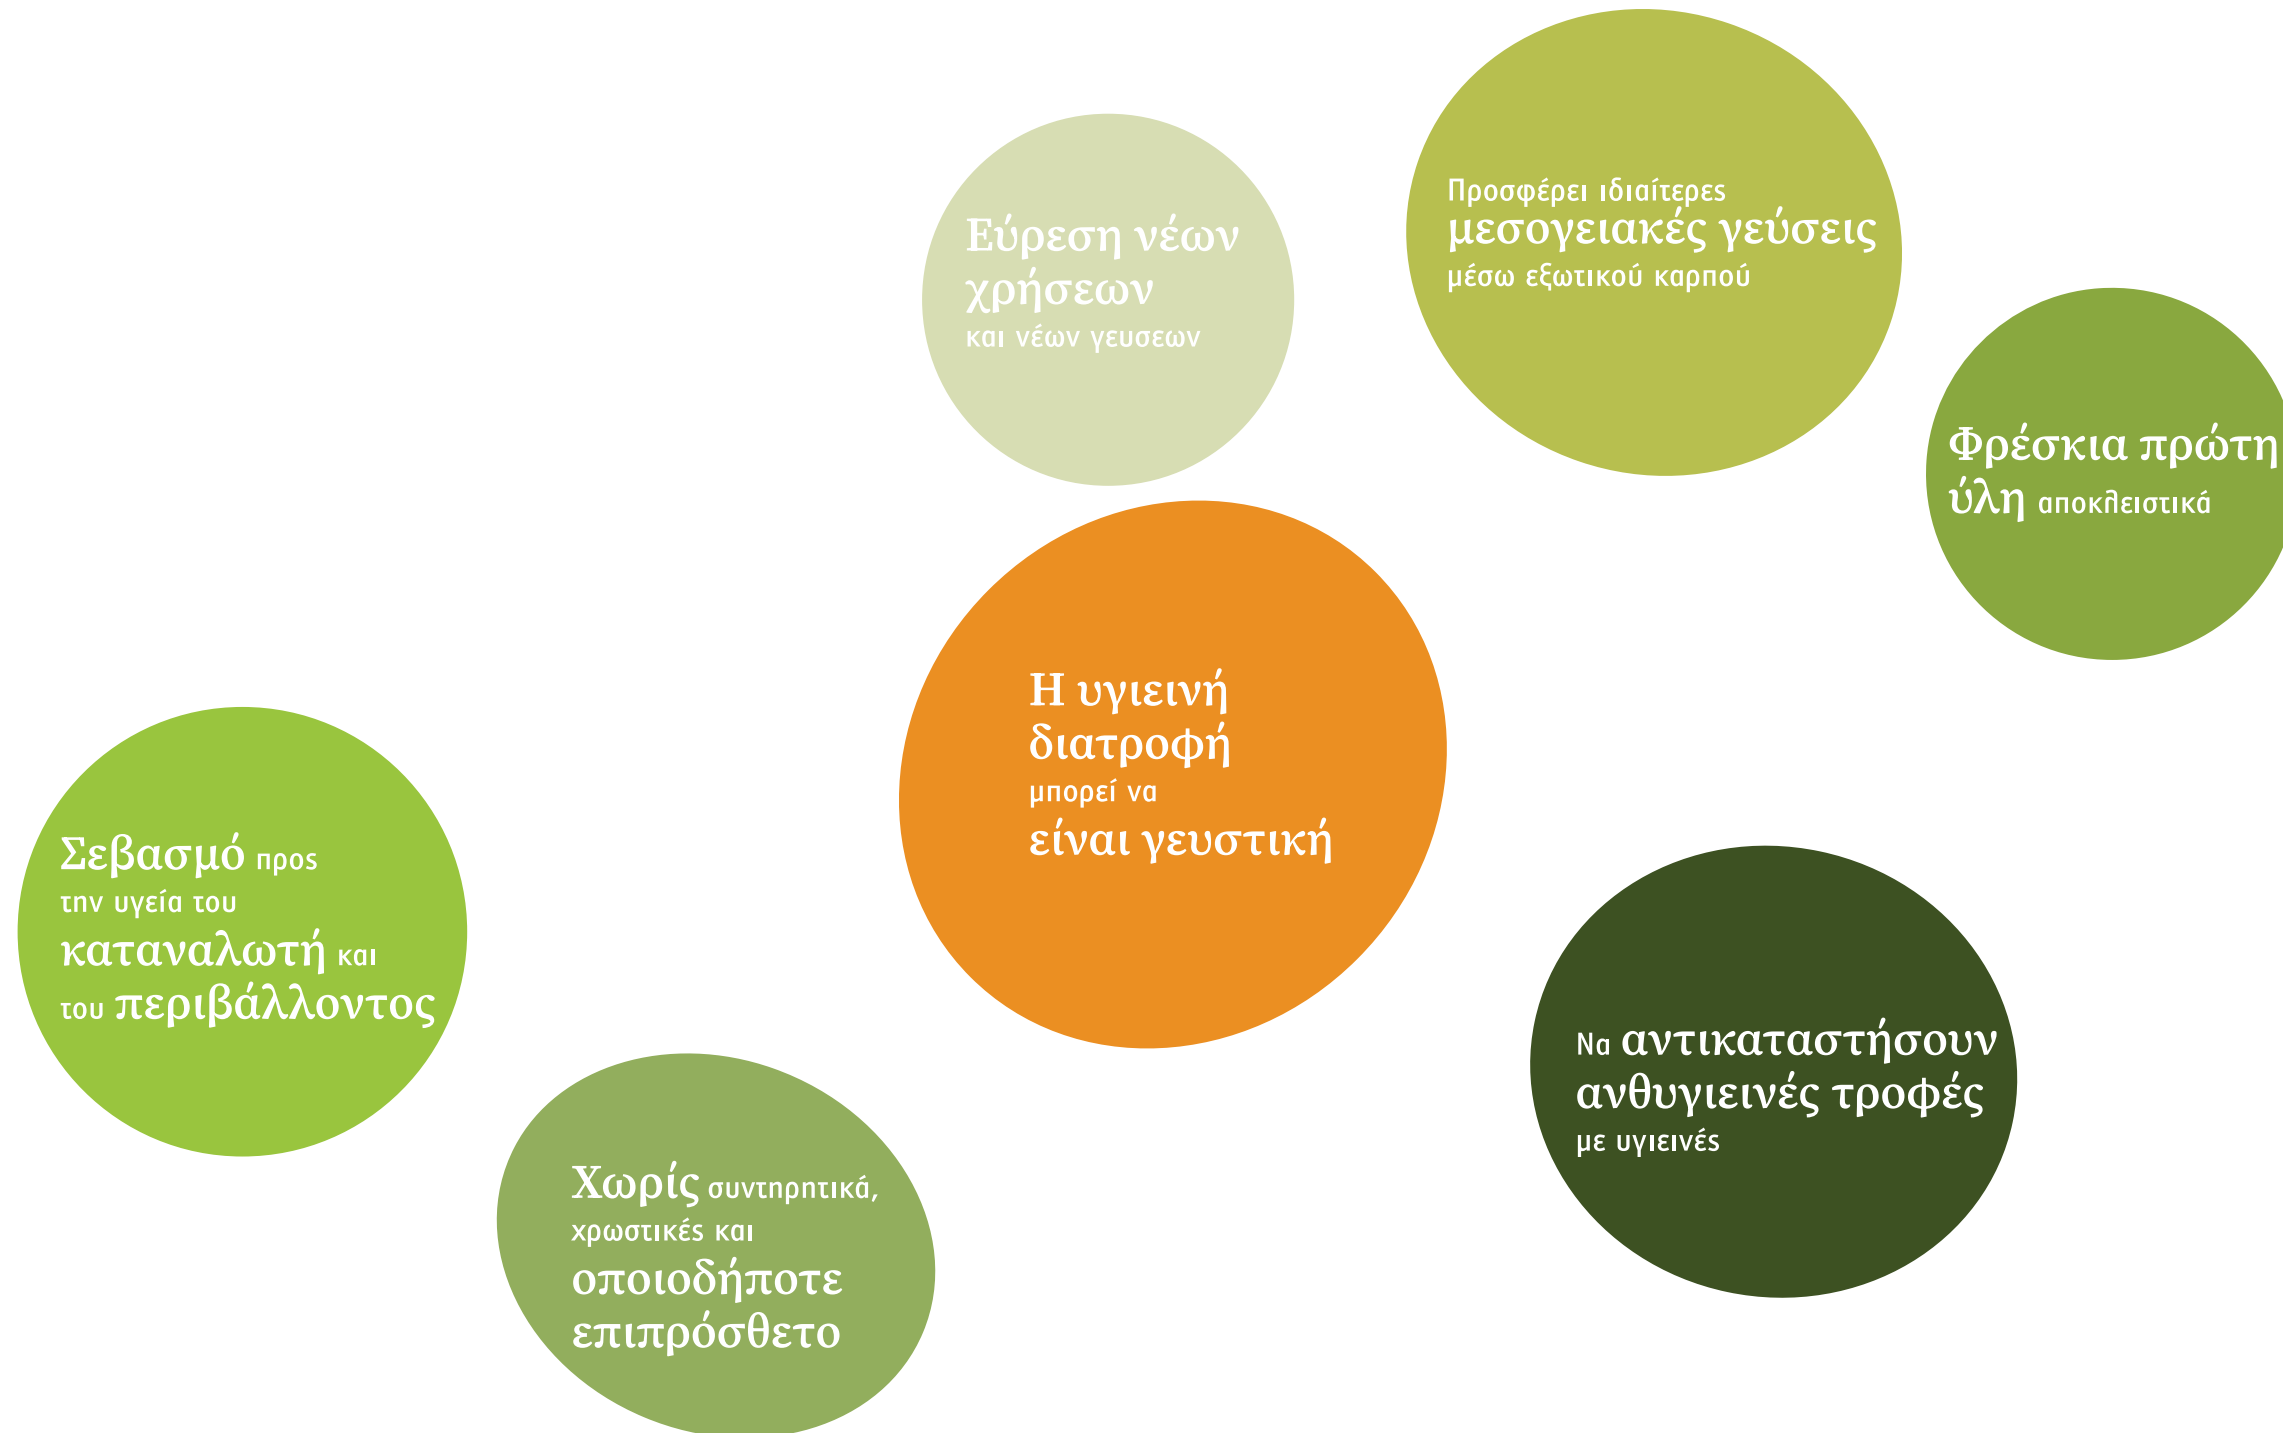 Εύρεση νέων
χρήσεων
και νέων γευσεων
Προσφέρει ιδιαίτερες
μεσογειακές γεύσεις
μέσω εξωτικού καρπού
Φρέσκια πρώτη
ύλη αποκλειστικά
Η υγιεινή
διατροφή
μπορεί να
είναι γευστική
Σεβασμό προς
την υγεία του
καταναλωτή και
του περιβάλλοντος
Να αντικαταστήσουν
ανθυγιεινές τροφές
με υγιεινές
Χωρίς συντηρητικά,
χρωστικές και
οποιοδήποτε
επιπρόσθετο